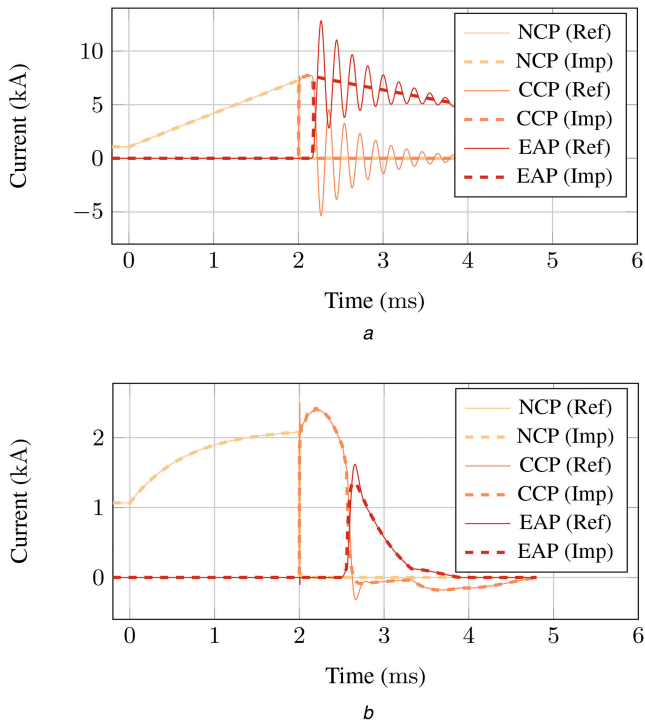 NCP (Ref)
NCP (Imp)
CCP (Ref)
CCP (Imp)
EAP (Ref)
EAP (Imp)
10
5
0
−5
Current (kA)
0 1 2 3 4 5 6
Time (ms)
a
NCP (Ref)
NCP (Imp)
CCP (Ref)
CCP (Imp)
EAP (Ref)
EAP (Imp)
2
1
0
Current (kA)
0 1 2 3 4 5 6
Time (ms)
b